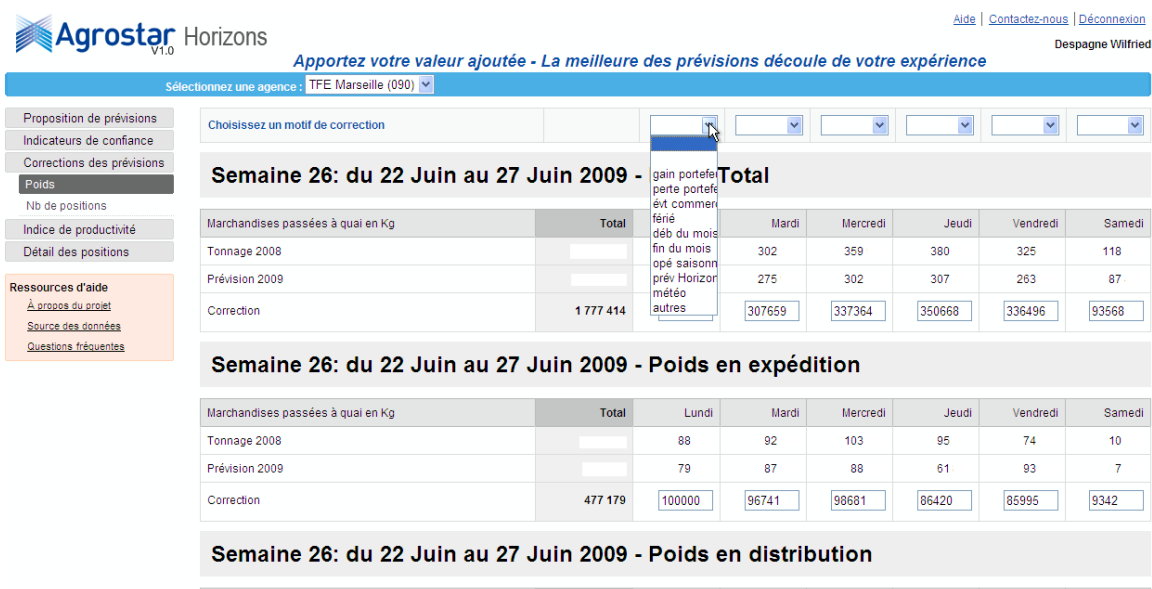 Aide | Contactez-nous | Déconnexion
Agrostar Horizons
V1.0
Despagne Wilfried
Apportez votre valeur ajoutée - La meilleure des prévisions découle de votre expérience
Sélectionnez une agence : TFE Marseille (090)
Proposition de prévisions
Indicateurs de confiance
Corrections des prévisions
Poids
Nb de positions
Indice de productivité
Détail des positions
Ressources d'aide
À propos du projet
Source des données
Questions fréquentes
Choisissez un motif de correction
gain portefeu
perte portefe
évt commerc
férié
déb du mois
fin du mois
opé saisonn
prév Horizon
météo
autres
Semaine 26: du 22 Juin au 27 Juin 2009 - Total
Marchandises passées à quai en Kg Total Mardi Mercredi Jeudi Vendredi Samedi
Tonnage 2008 302 359 380 325 118
Prévision 2009 275 302 307 263 87
Correction 1 777 414 307659 337364 350668 336496 93568
Semaine 26: du 22 Juin au 27 Juin 2009 - Poids en expédition
Marchandises passées à quai en Kg Total Lundi Mardi Mercredi Jeudi Vendredi Samedi
Tonnage 2008 88 92 103 95 74 10
Prévision 2009 79 87 88 61 93 7
Correction 477 179 100000 96741 98681 86420 85995 9342
Semaine 26: du 22 Juin au 27 Juin 2009 - Poids en distribution